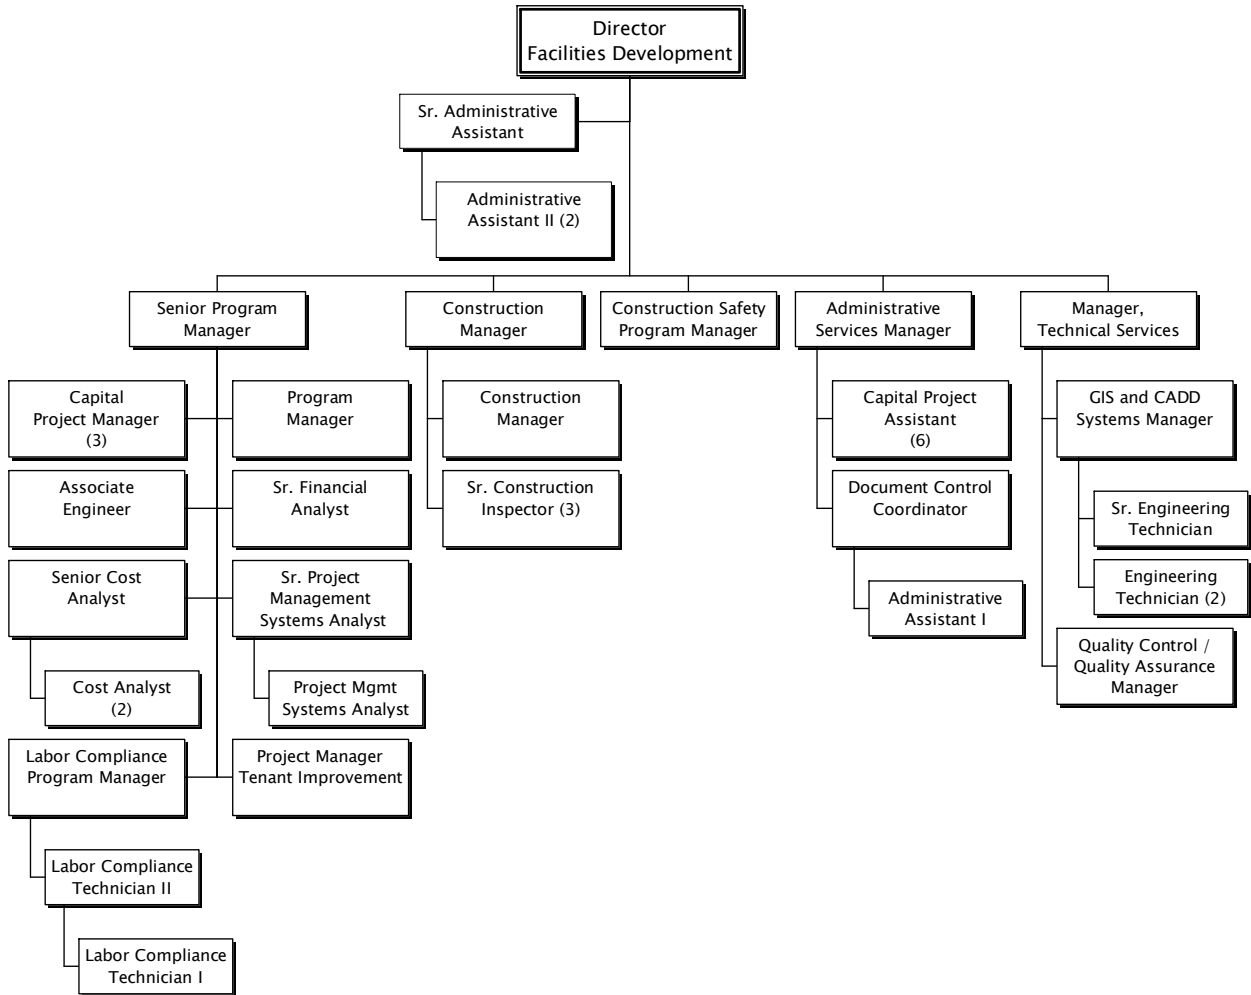 Director
Facilities Development
Sr. Administrative
Assistant
Administrative
Assistant II (2)
Senior Program
Manager
Construction
Manager
Construction Safety
Program Manager
Administrative
Services Manager
Manager,
Technical Services
Capital
Project Manager
(3)
Program
Manager
Construction
Manager
Capital Project
Assistant
(6)
GIS and CADD
Systems Manager
Associate
Engineer
Sr. Financial
Analyst
Sr. Construction
Inspector (3)
Document Control
Coordinator
Sr. Engineering
Technician
Senior Cost
Analyst
Sr. Project
Management
Systems Analyst
Engineering
Technician (2)
Administrative
Assistant I
Quality Control /
Quality Assurance
Manager
Cost Analyst
(2)
Project Mgmt
Systems Analyst
Labor Compliance
Program Manager
Project Manager
Tenant Improvement
Labor Compliance
Technician II
Labor Compliance
Technician I